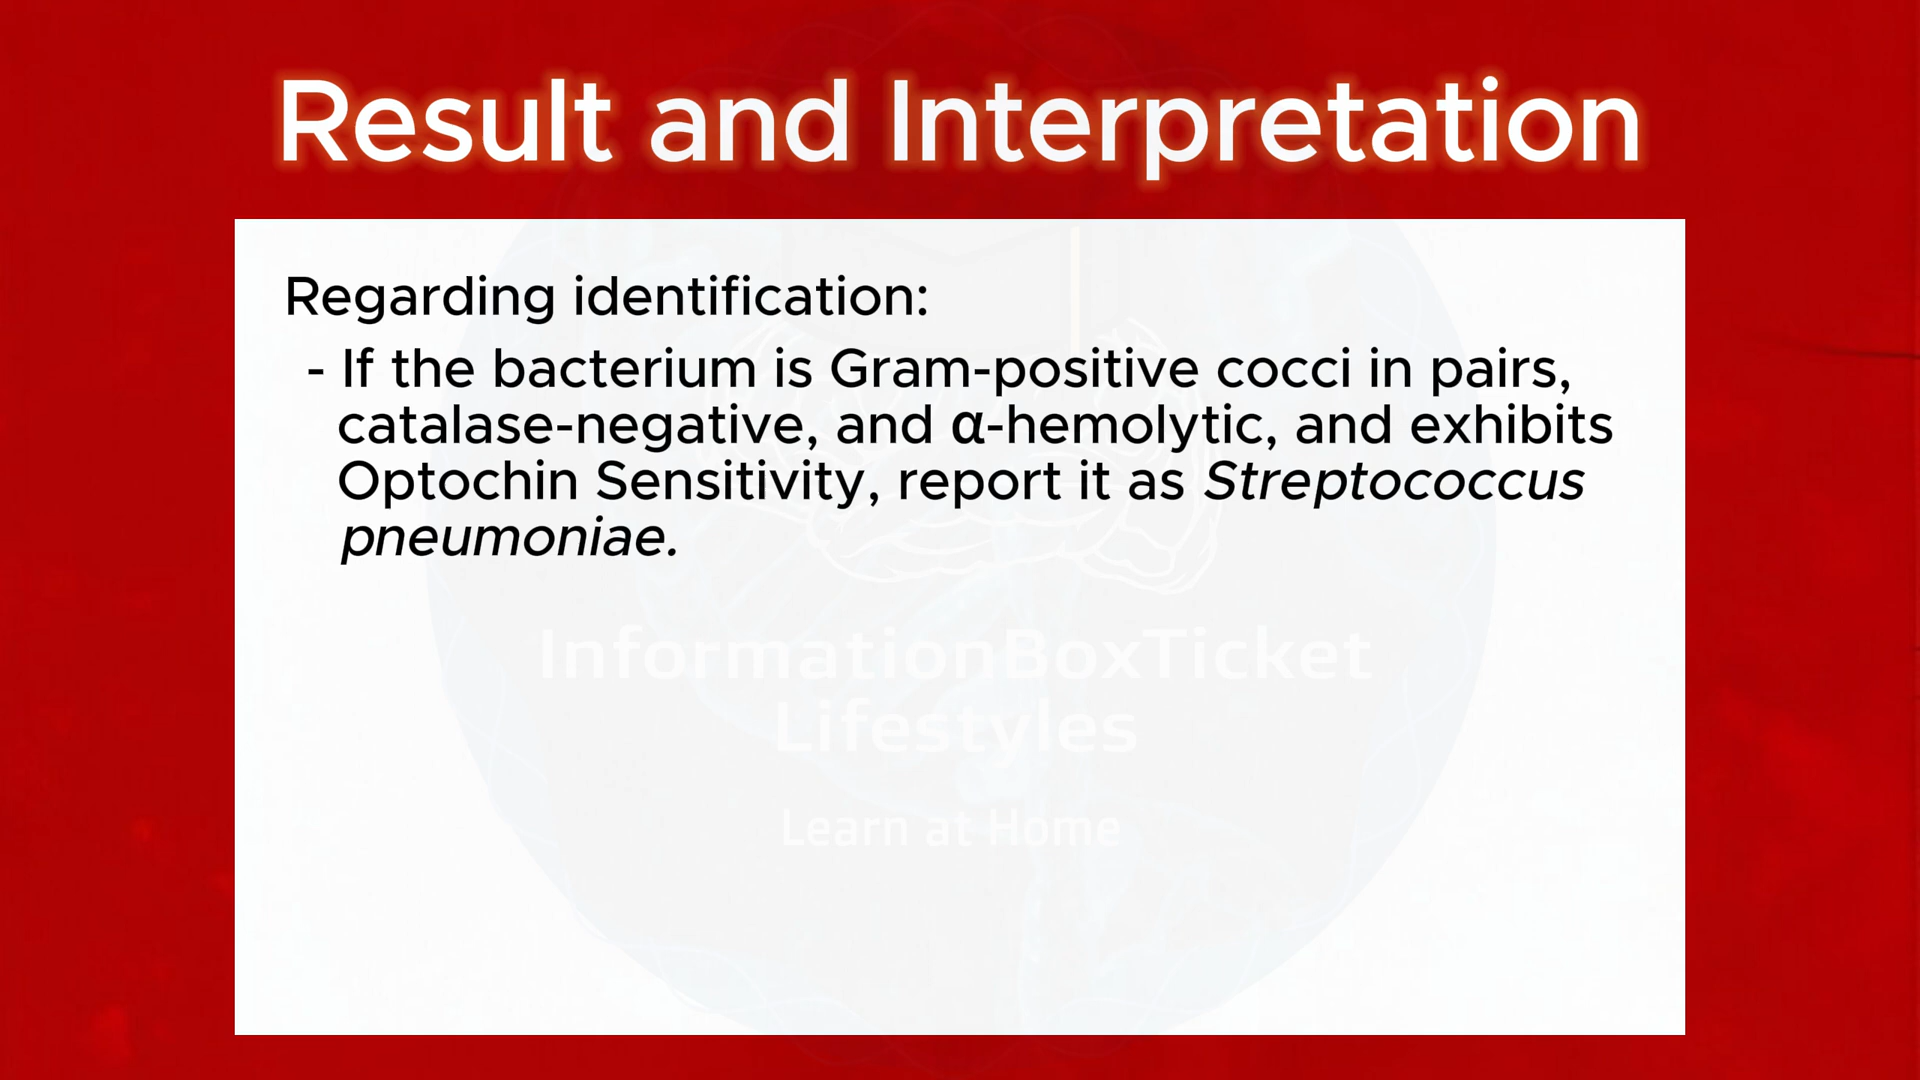 Result and Interpretation
Regarding identification:
- If the bacterium is Gram-positive cocci in pairs,
catalase-negative, and α-hemolytic, and exhibits
Optochin Sensitivity, report it as Streptococcus
pneumoniae.
InformationBoxTicket
Lifestyles
Learn at Home